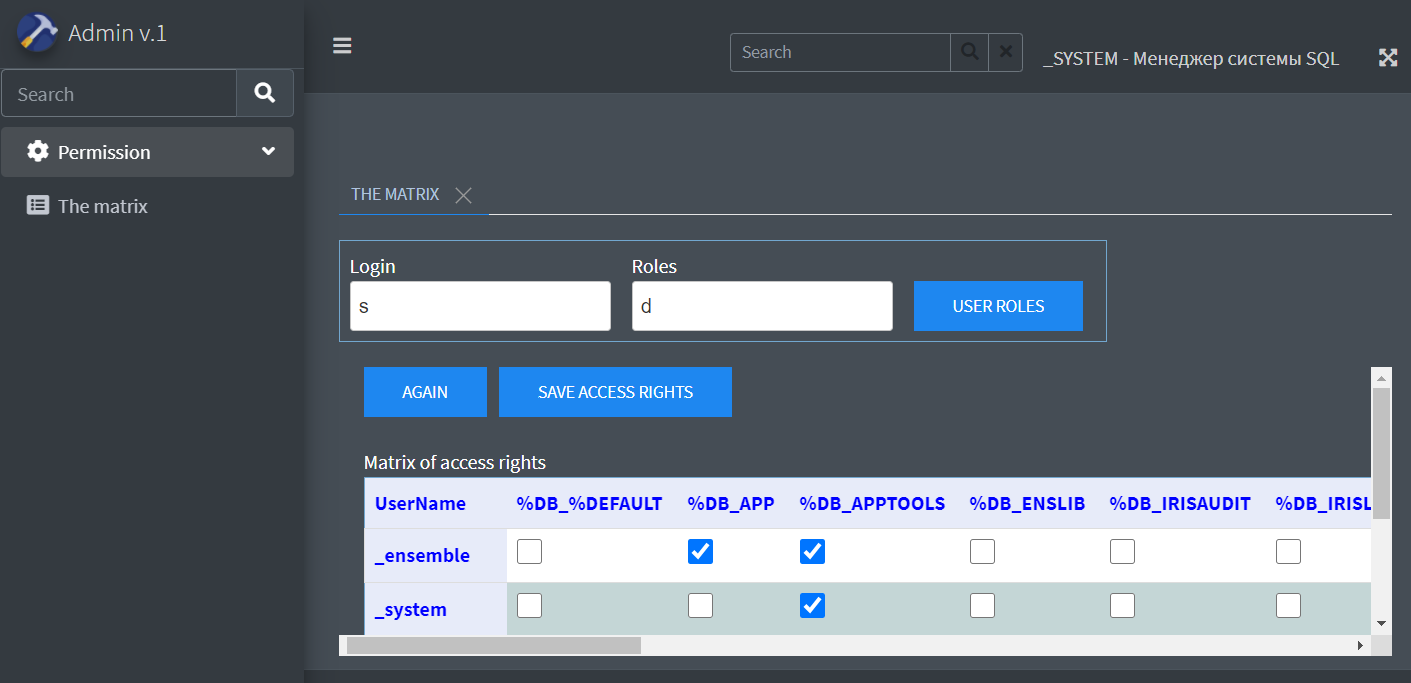 Admin v.1
Search
Permission
The matrix
Search
_SYSTEM - Менеджер системы SQL
THE MATRIX
Login Roles
s d USER ROLES
AGAIN SAVE ACCESS RIGHTS
Matrix of access rights
UserName %DB_%DEFAULT %DB_APP %DB_APPTOOLS %DB_ENSLIB %DB_IRISAUDIT %DB_IRISL
_ensemble
_system